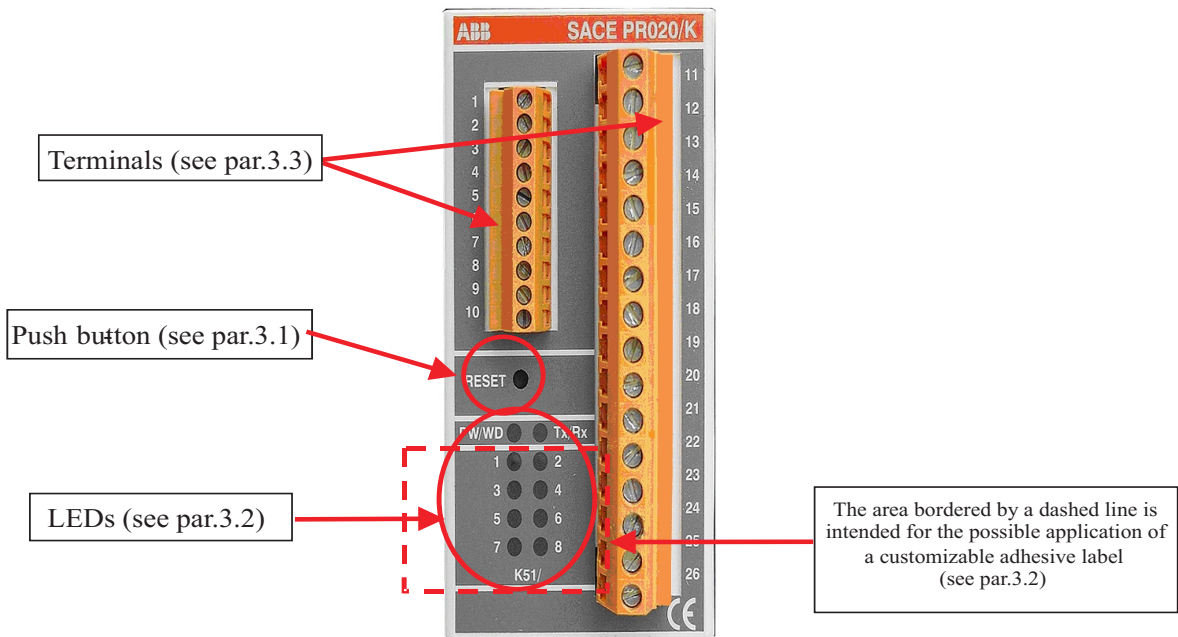 ABB SACE PR020/K
1
2
3
4
5
7
8
9
10
11
12
13
14
15
16
17
18
19
20
21
22
23
24
25
26
Terminals (see par.3.3)
Push button (see par.3.1)
RESET
PW/WD Tx/Rx
1 2
3 4
5 6
7 8
K51/
CE
LEDs (see par.3.2)
The area bordered by a dashed line is
intended for the possible application of
a customizable adhesive label
(see par.3.2)